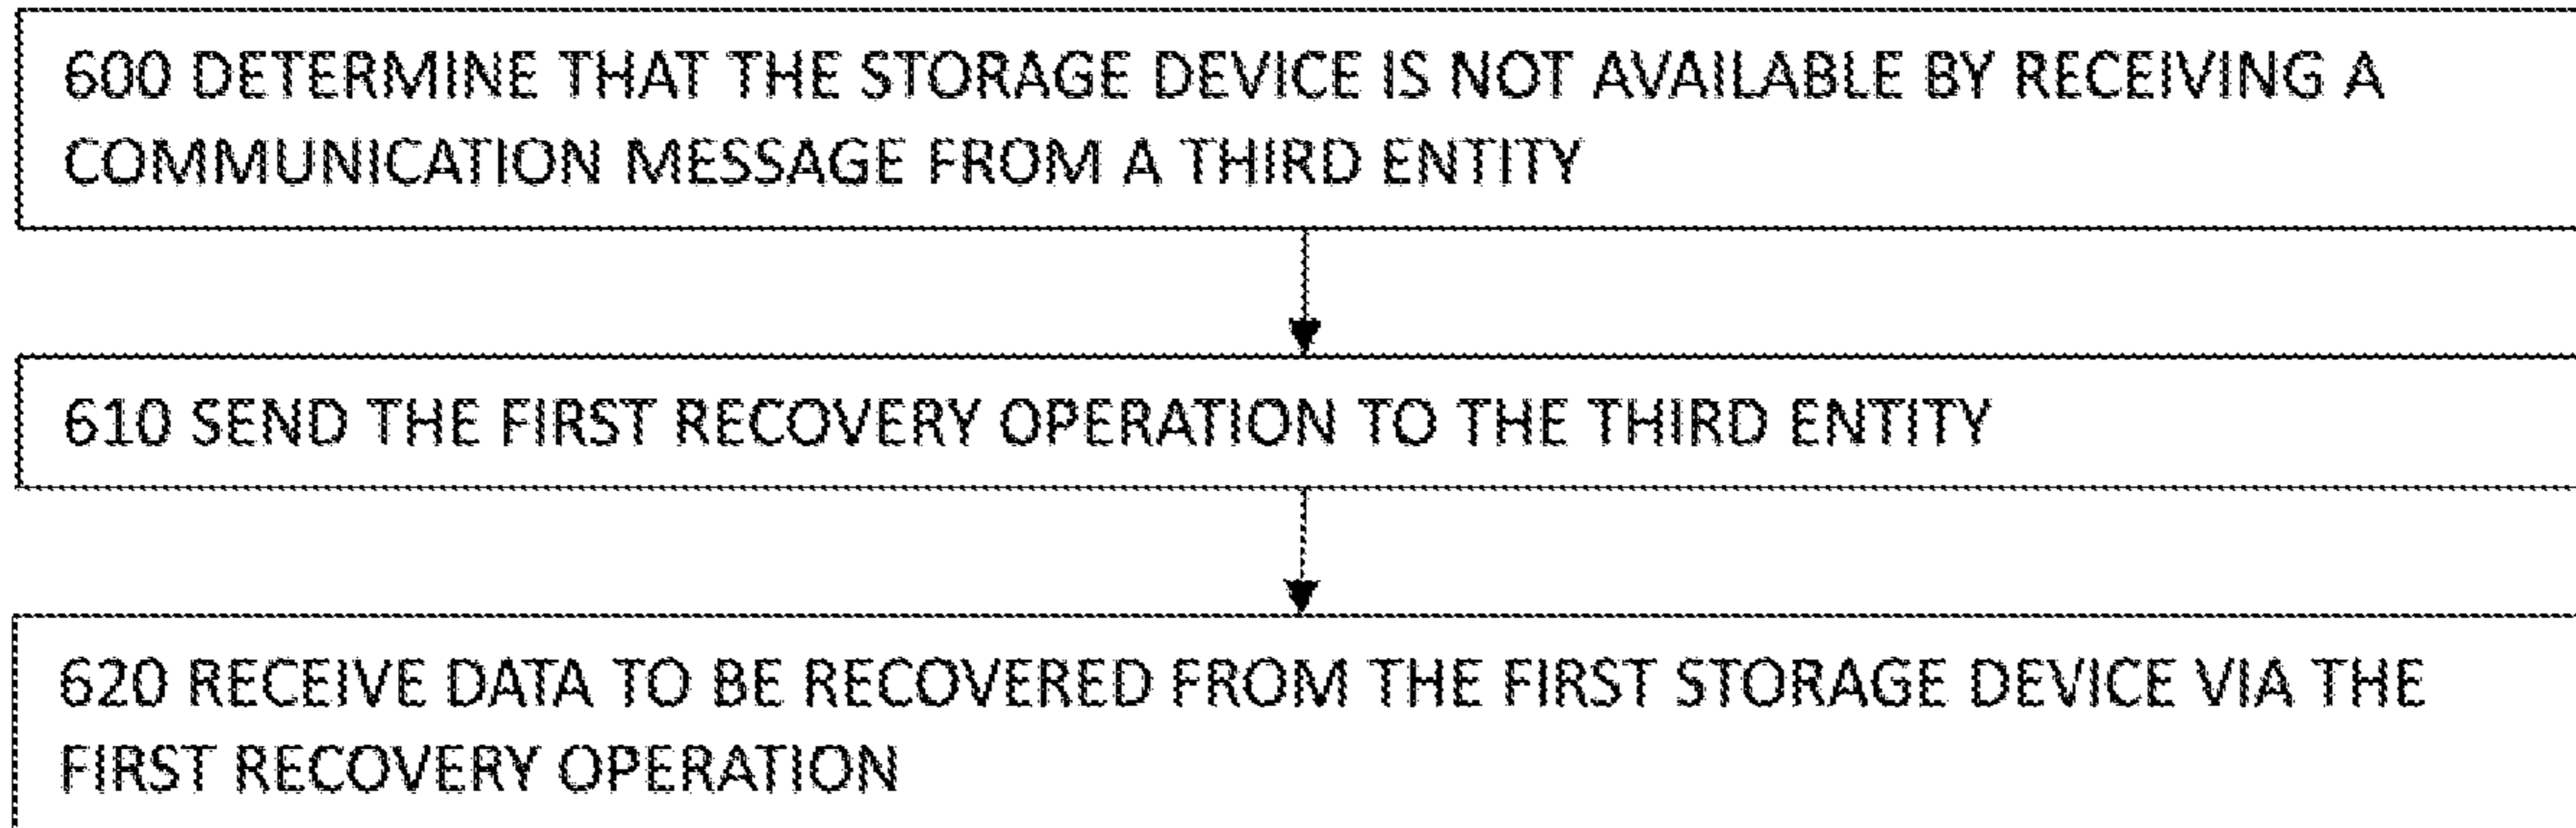 600 DETERMINE THAT THE STORAGE DEVICE IS NOT AVAILABLE BY RECEIVING A
COMMUNICATION MESSAGE FROM A THIRD ENTITY
610 SEND THE FIRST RECOVERY OPERATION TO THE THIRD ENTITY
620 RECEIVE DATA TO BE RECOVERED FROM THE FIRST STORAGE DEVICE VIA THE
FIRST RECOVERY OPERATION